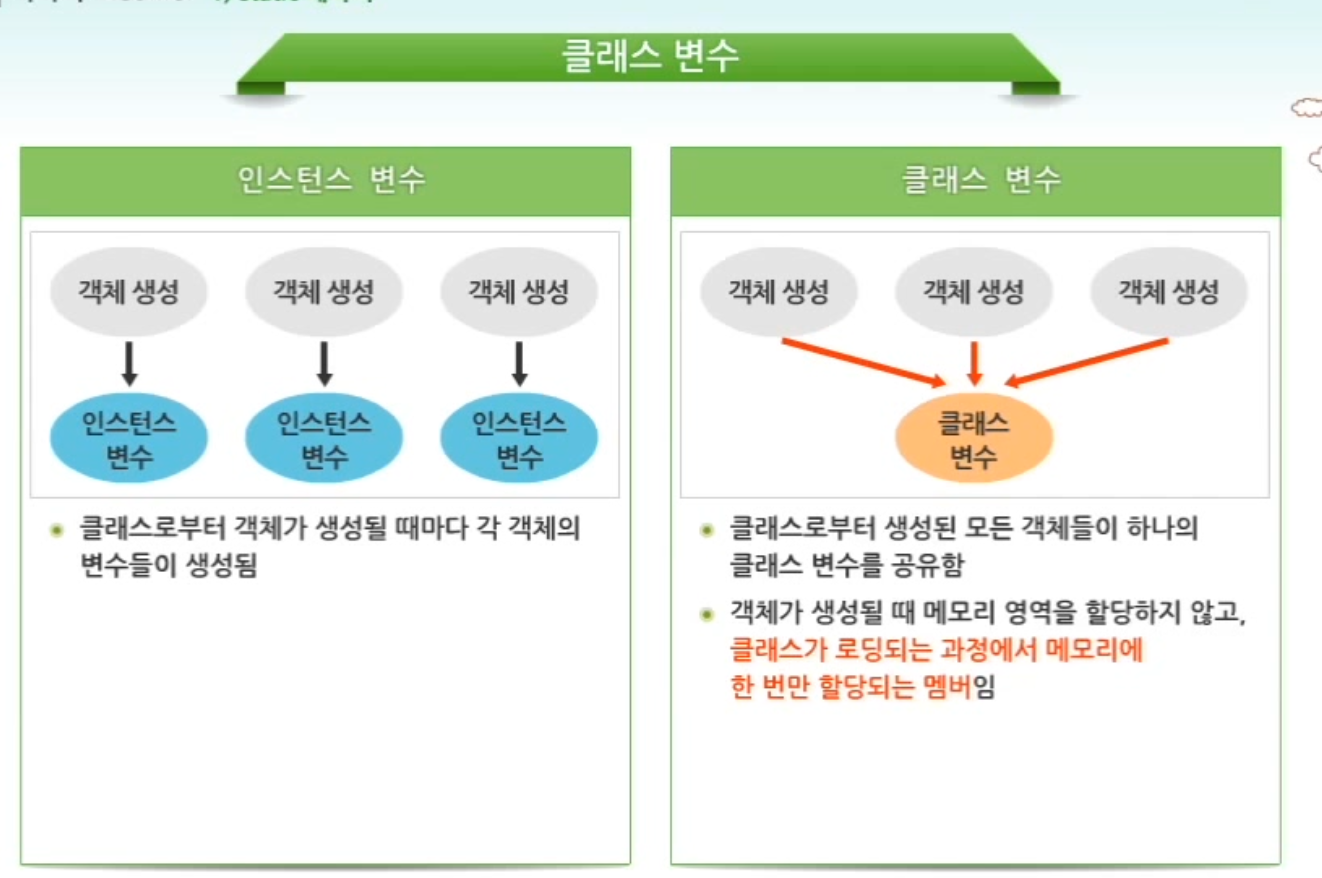 클래스 변수
인스턴스 변수
객체 생성 객체 생성 객체 생성
인스턴스 인스턴스 인스턴스
변수 변수 변수
클래스로부터 객체가 생성될 때마다 각 객체의
변수들이 생성됨
클래스 변수
객체 생성 객체 생성 객체 생성
클래스
변수
클래스로부터 생성된 모든 객체들이 하나의
클래스 변수를 공유함
객체가 생성될 때 메모리 영역을 할당하지 않고,
클래스가 로딩되는 과정에서 메모리에
한 번만 할당되는 멤버임